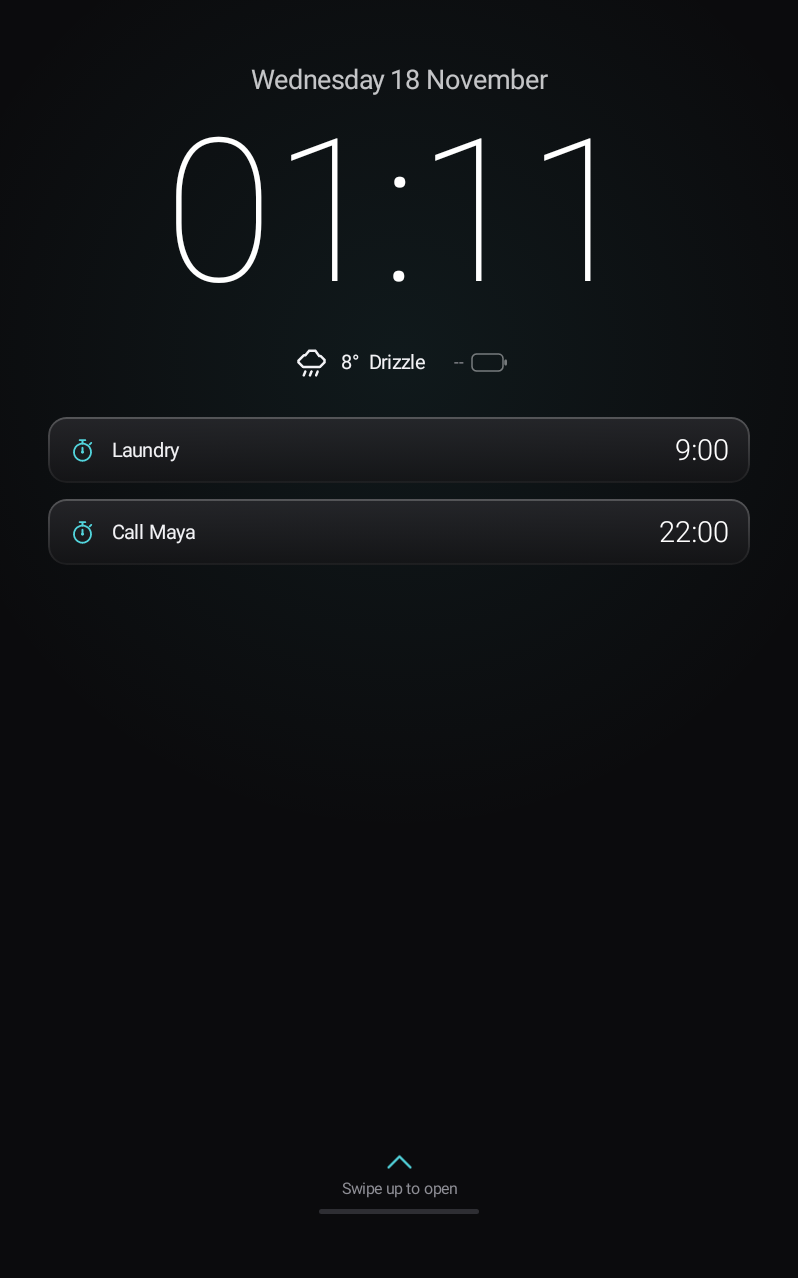 Wednesday 18 November
01:11
8° Drizzle --
Laundry 9:00
Call Maya 22:00
Swipe up to open